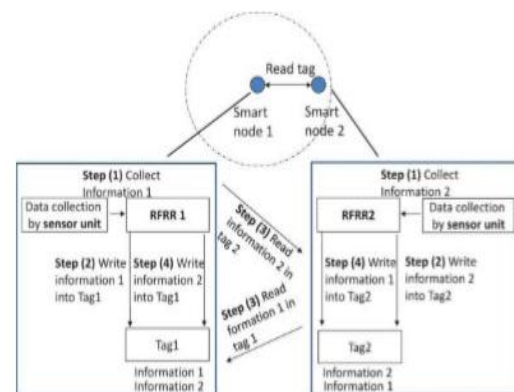 Read tag
Smart
node 1
Smart
node 2
Step (1) Collect
Information 1
Data collection
by sensor unit
RFRR 1
Step (2) Write
information
1
into Tag1
Step (4) Write
information
2
into Tag1
Tag1
Information 1
Information 2
Step (3) Read
information 2 in
tag 2
Step (3) Read
formation 1 in
tag 1
Step (1) Collect
Information 2
RFRR2
Data collection
by sensor unit
Step (4) Write
information
1
into Tag2
Step (2) Write
information
2
into Tag2
Tag2
Information 2
Information 1